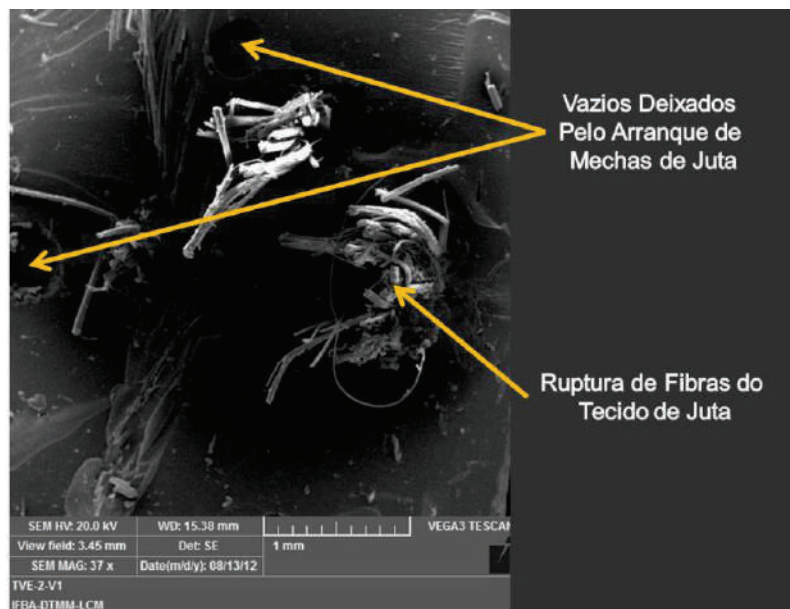 Vazios Deixados
Pelo Arranque de
Mechas de Juta
Ruptura de Fibras do
Tecido de Juta
SEM HV: 20.0 kV WD: 15.38 mm VEGA3 TESCAN
View field: 3.45 mm Det: SE 1 mm
SEM MAG: 37 x Date(m/d/y): 08/13/12
TVE-2-V1
IFBA-DTMM-LCM